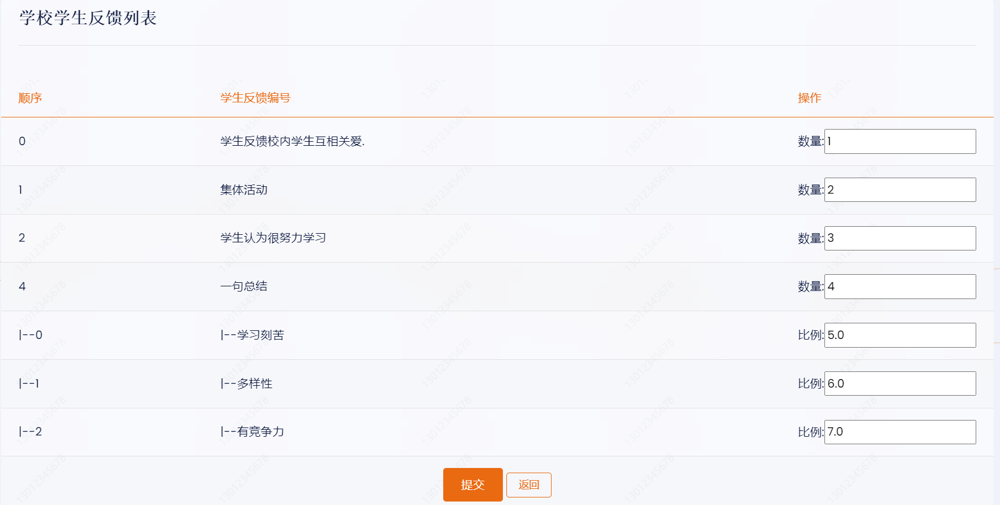 学校学生反馈列表
顺序 学生反馈编号 操作
0 学生反馈校内学生互相关爱. 数量:1
1 集体活动 数量:2
2 学生认为很努力学习 数量:3
4 一句总结 数量:4
|--0 |--学习刻苦 比例:5.0
|--1 |--多样性 比例:6.0
|--2 |--有竞争力 比例:7.0
提交 返回
13012345678